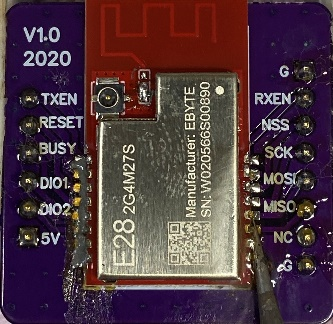 V1.0
2020
TXEN
RESET
BUSY
DIO1
DIO2
5V
G
RXEN
NSS
SCK
MOSI
MISO
NC
G
E28
2G4M27S
Manufacturer: EBYTE
SN: W020566S00890